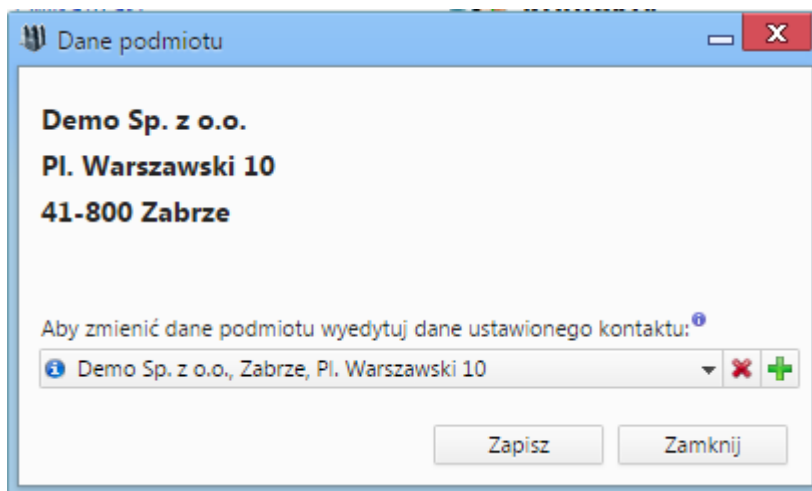 Dane podmiotu
Demo Sp. z o.o.
Pl. Warszawski 10
41-800 Zabrze
Aby zmienić dane podmiotu wyedytuj dane ustawionego kontaktu:
Demo Sp. z o.o., Zabrze, Pl. Warszawski 10
Zapisz
Zamknij